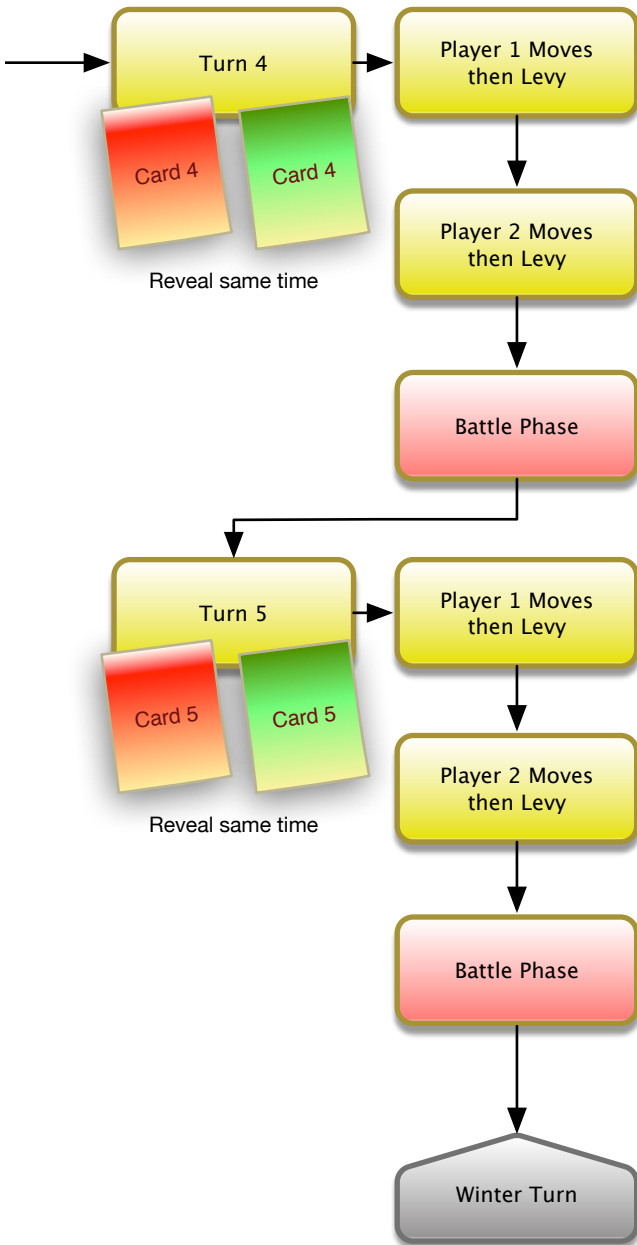 Turn 4
Player 1 Moves
then Levy
Card 4
Card 4
Reveal same time
Player 2 Moves
then Levy
Battle Phase
Turn 5
Player 1 Moves
then Levy
Card 5
Card 5
Reveal same time
Player 2 Moves
then Levy
Battle Phase
Winter Turn